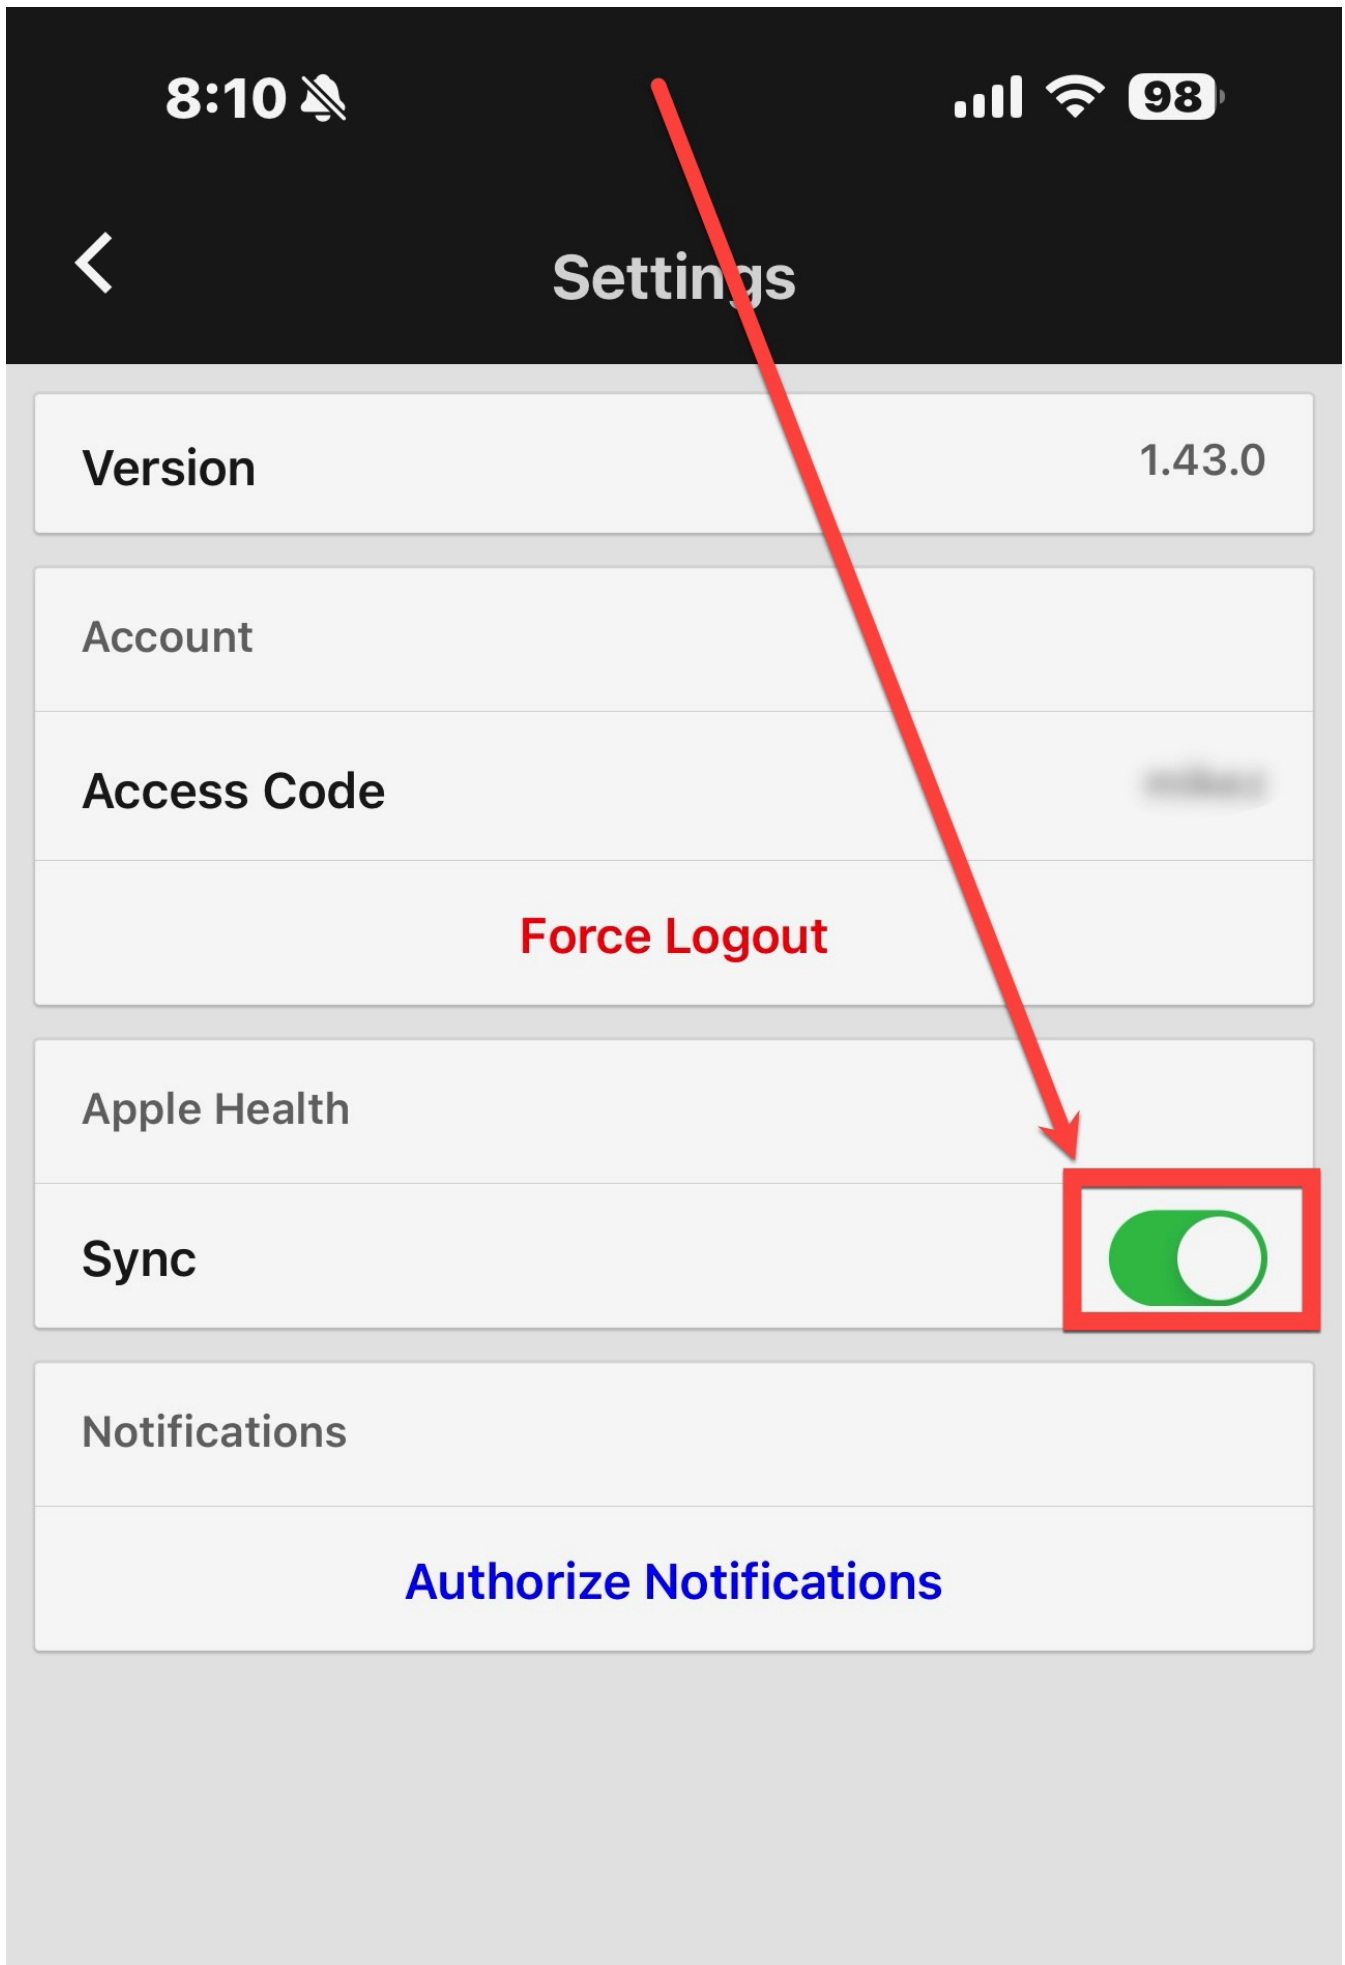 8:10
98
Settings
Version
1.43.0
Account
Access Code
Force Logout
Apple Health
Sync
Notifications
Authorize Notifications